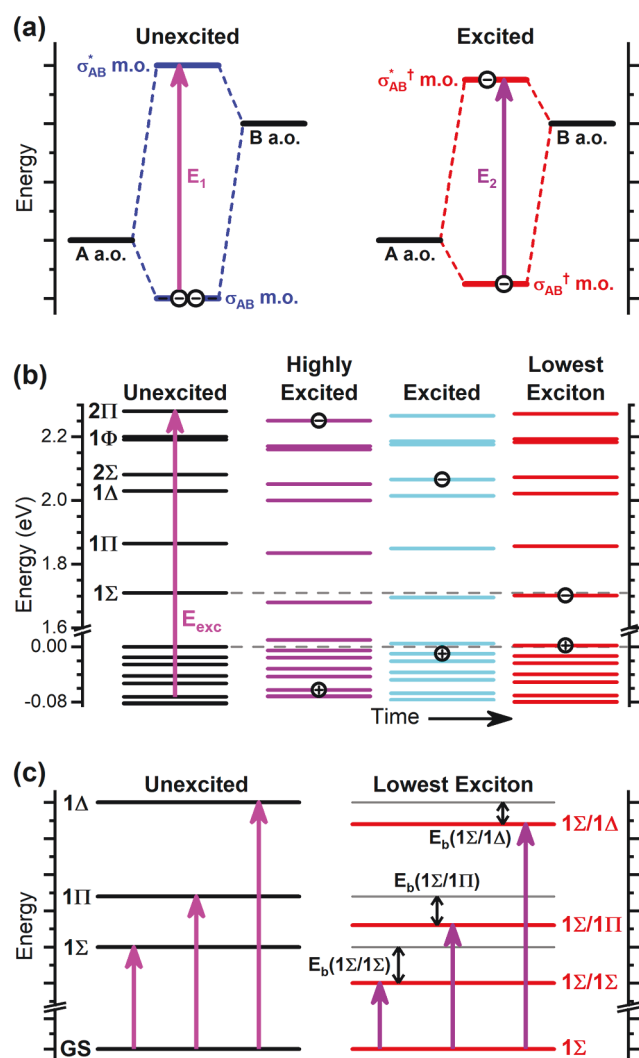 (a)
Unexcited
Excited
σ*AB m.o.
σ*AB† m.o.
B a.o.
B a.o.
Energy
E1
E2
A a.o.
A a.o.
σAB m.o.
σAB† m.o.
(b)
Unexcited
Highly Excited
Excited
Lowest Exciton
2Π
1Φ
2Σ
1Δ
1Π
1Σ
2.2
2.0
1.8
1.6
0.00
-0.08
Energy (eV)
Eexc
Time
(c)
Unexcited
Lowest Exciton
1Δ
1Π
1Σ
GS
Energy
Eb(1Σ/1Δ)
1Σ/1Δ
Eb(1Σ/1Π)
1Σ/1Π
Eb(1Σ/1Σ)
1Σ/1Σ
1Σ